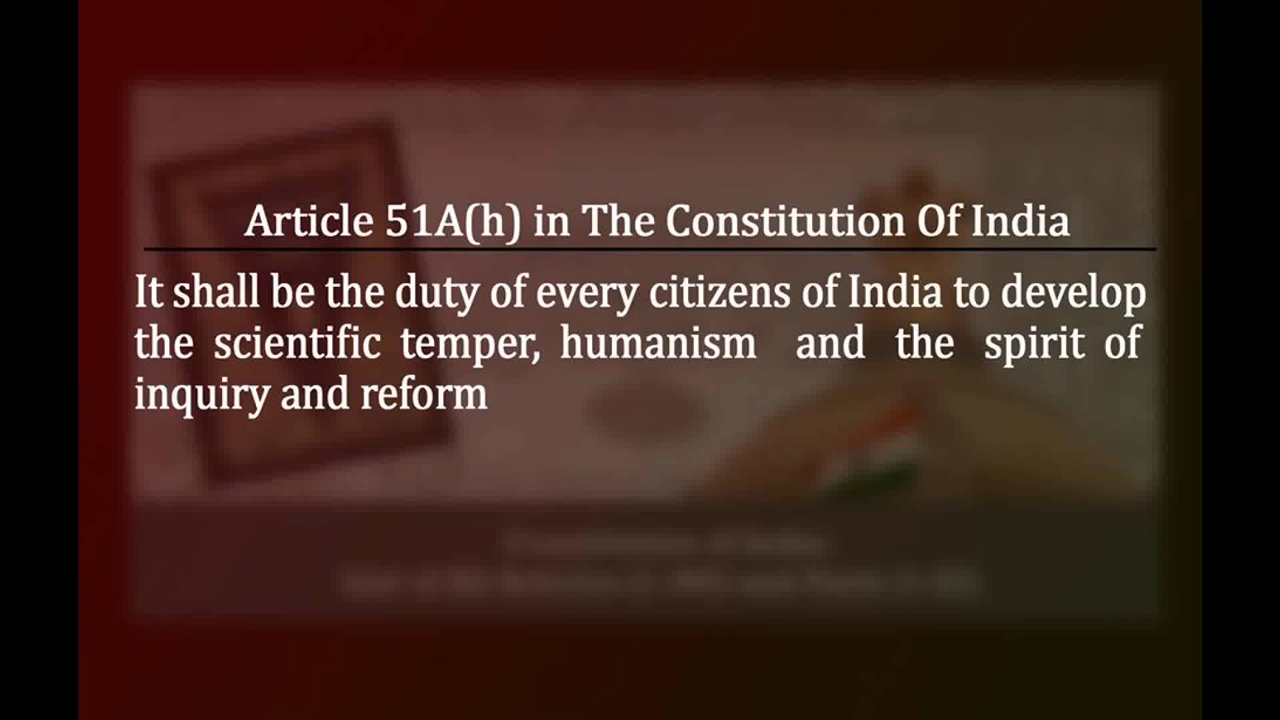 Article 51A(h) in The Constitution Of India
It shall be the duty of every citizens of India to develop
the scientific temper, humanism and the spirit of
inquiry and reform